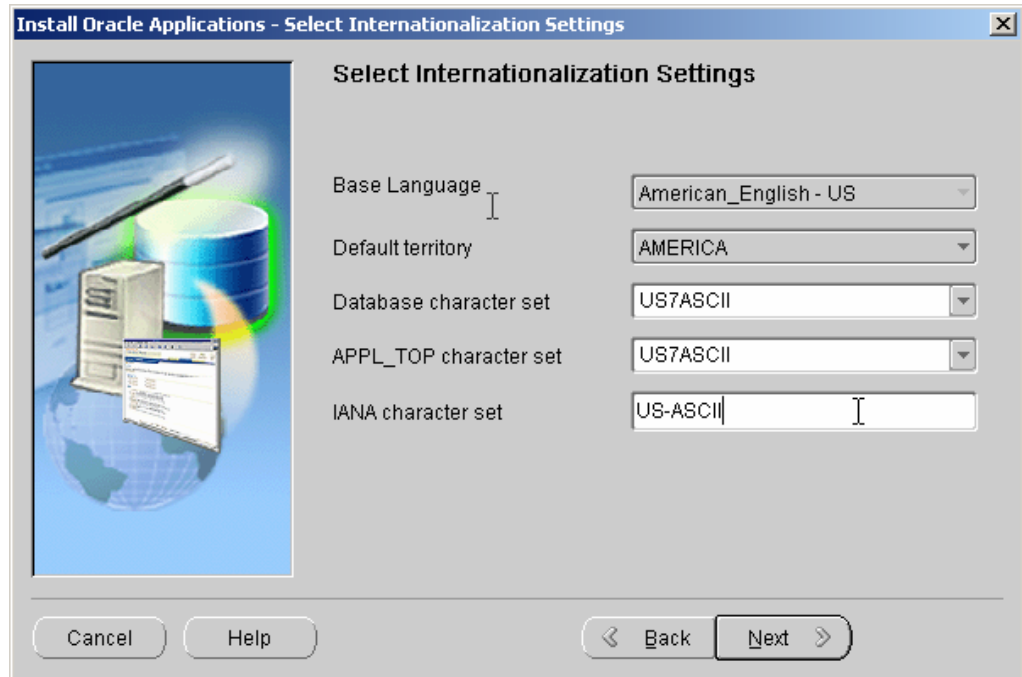 Install Oracle Applications - Select Internationalization Settings
Select Internationalization Settings
Base Language American_English - US
Default territory AMERICA
Database character set US7ASCII
APPL_TOP character set US7ASCII
IANA character set US-ASCII
Cancel Help Back Next